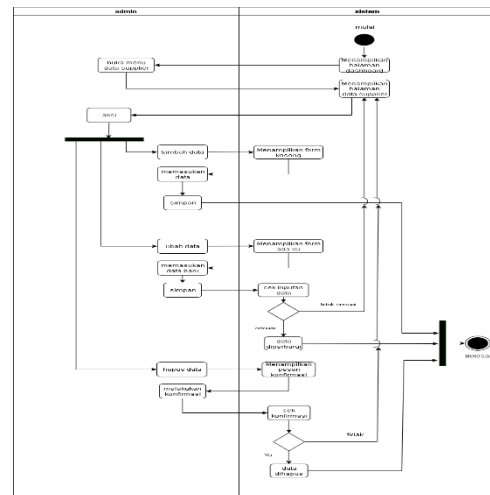 admin
sistem
mulai
Menampilkan
halaman
dashboard
buka menu
data supplier
Menampilkan
halaman
data supplier
aksi
tambah data
Menampilkan form
kosong
memasukan
data
simpan
ubah data
Menampilkan form
ada isi
memasukan
data baru
simpan
cek inputan
data
tidak sesuai
sesuai
data
diperbarui
selesai
hapus data
Menampilkan
pesan
konfirmasi
melakukan
konfirmasi
cek
konfirmasi
tidak
Ya
data
dihapus